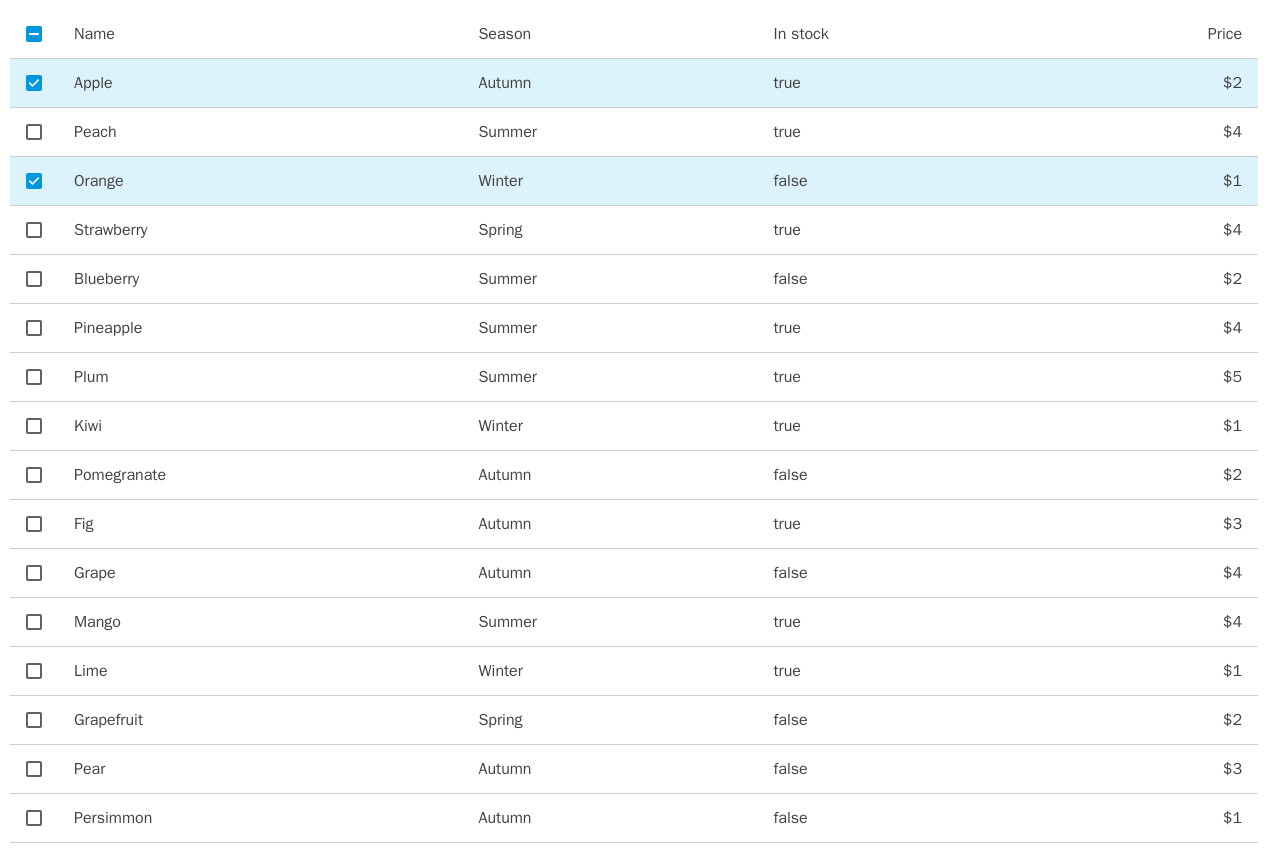 Name Season In stock Price
Apple Autumn true $2
Peach Summer true $4
Orange Winter false $1
Strawberry Spring true $4
Blueberry Summer false $2
Pineapple Summer true $4
Plum Summer true $5
Kiwi Winter true $1
Pomegranate Autumn false $2
Fig Autumn true $3
Grape Autumn false $4
Mango Summer true $4
Lime Winter true $1
Grapefruit Spring false $2
Pear Autumn false $3
Persimmon Autumn false $1